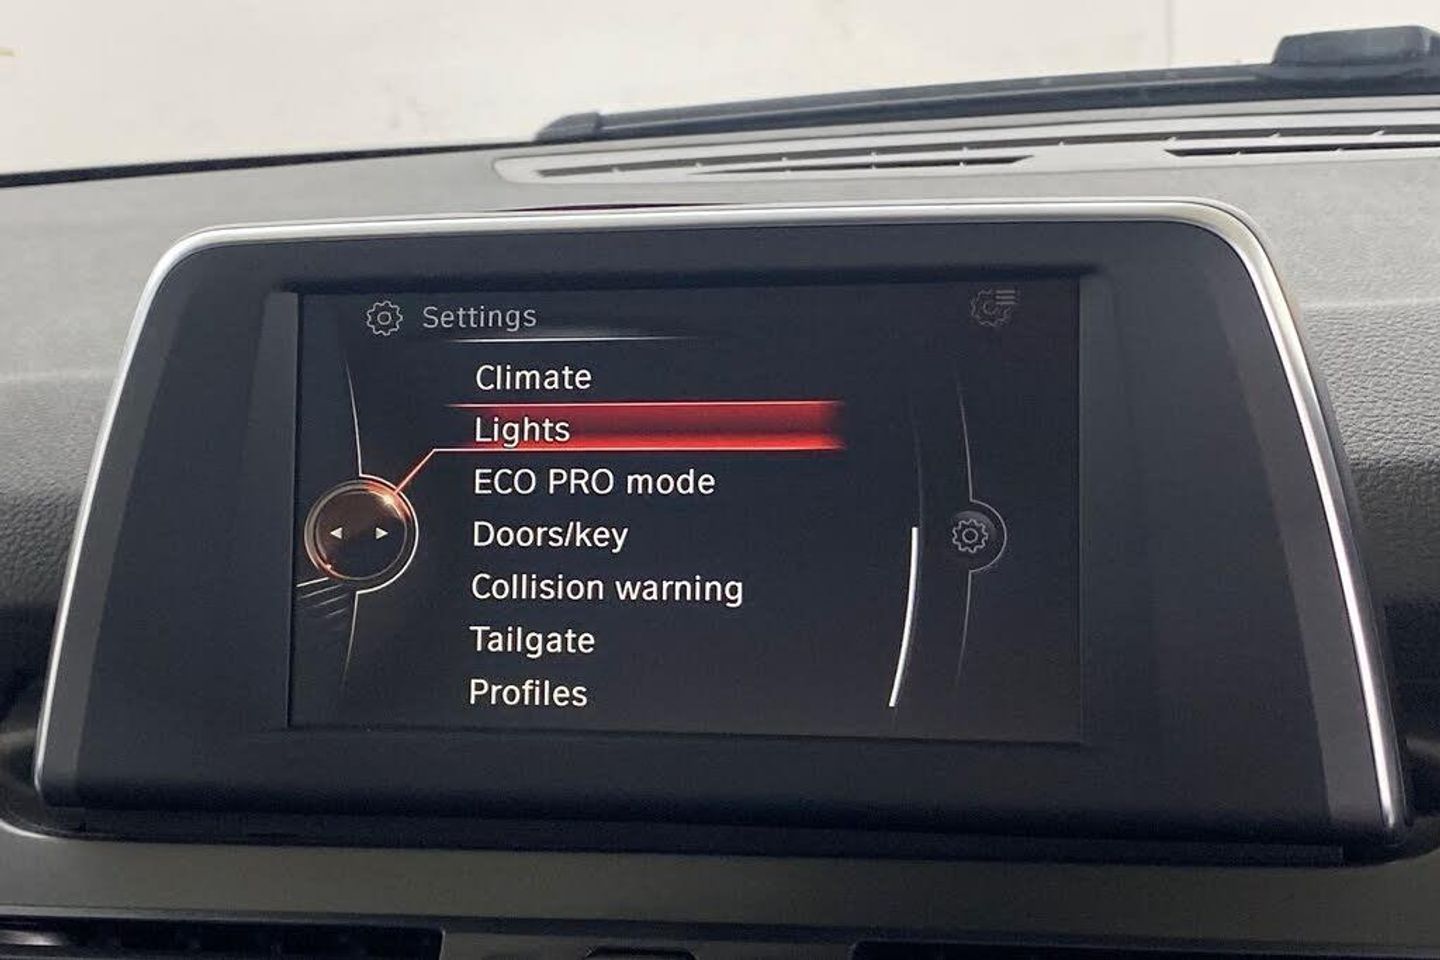 Settings
Climate
Lights
ECO PRO mode
Doors/key
Collision warning
Tailgate
Profiles